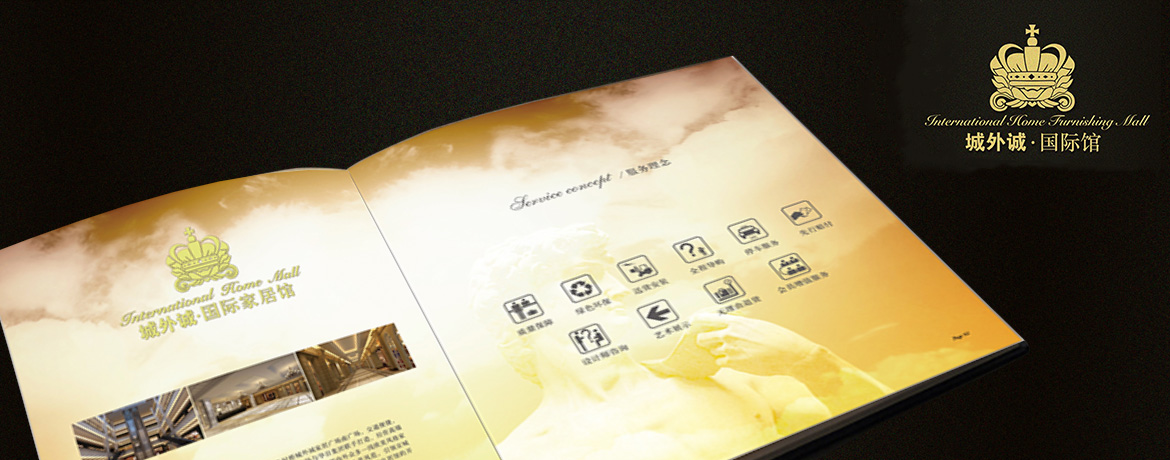 International Home Furnishing Mall
城外诚·国际馆
International Home Mall
城外诚·国际家居馆
Service concept / 服务理念
质量保障
绿色环保
送货安装
全程导购
停车服务
先行赔付
设计师咨询
艺术展示
无理由退货
会员增值服务